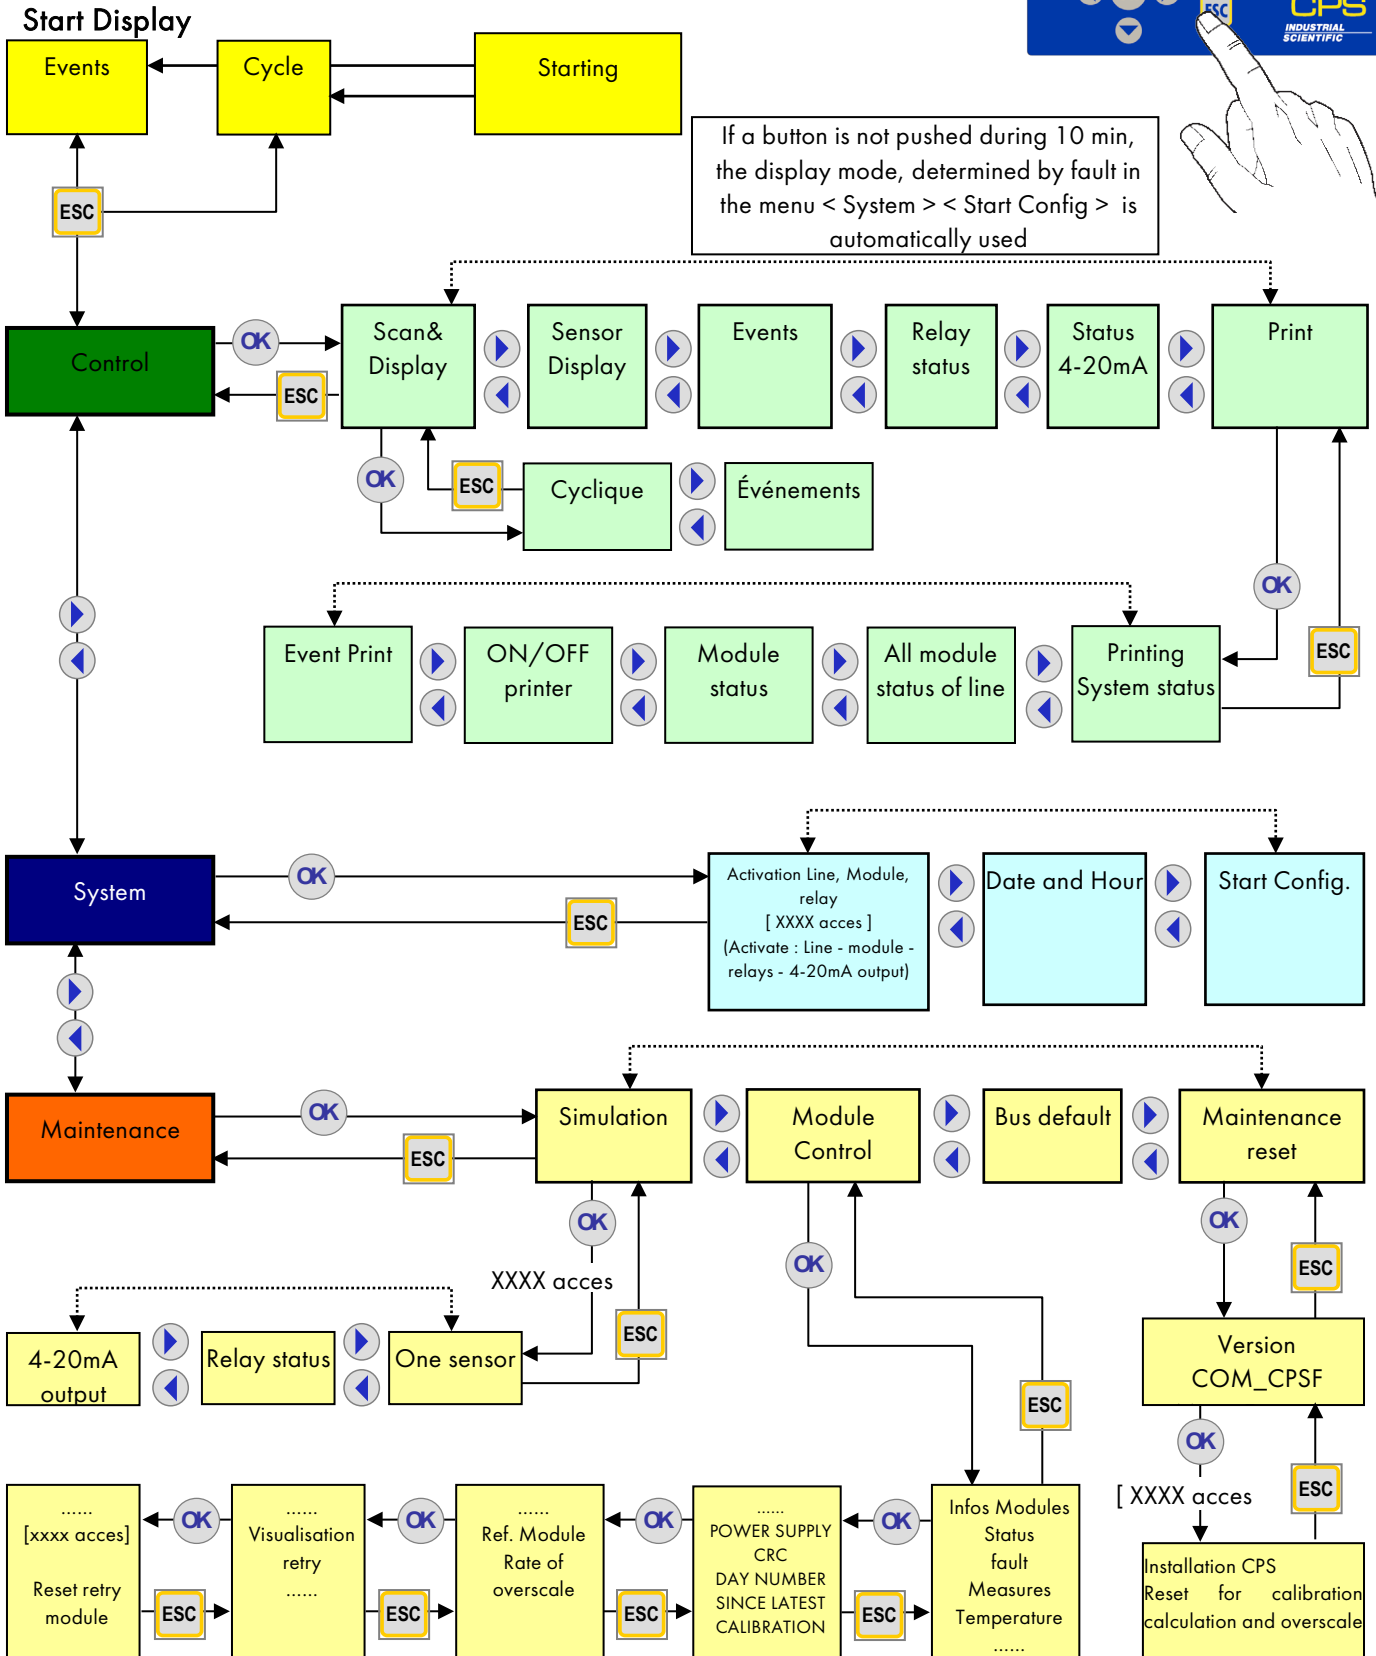 Start Display
ESC
CPS
INDUSTRIAL
SCIENTIFIC
Events
Cycle
Starting
If a button is not pushed during 10 min,
the display mode, determined by fault in
the menu < System > < Start Config > is
automatically used
ESC
Control
OK
ESC
Scan&
Display
Sensor
Display
Events
Relay
status
Status
4-20mA
Print
OK
ESC
Cyclique
Événements
OK
ESC
Event Print
ON/OFF
printer
Module
status
All module
status of line
Printing
System status
System
OK
ESC
Activation Line, Module,
relay
[ XXXX acces ]
(Activate : Line - module -
relays - 4-20mA output)
Date and Hour
Start Config.
Maintenance
OK
ESC
Simulation
Module
Control
Bus default
Maintenance
reset
OK
XXXX acces
ESC
OK
ESC
OK
ESC
4-20mA
output
Relay status
One sensor
Version
COM_CPSF
OK
[ XXXX acces
ESC
......
[xxxx acces]
Reset retry
module
OK
ESC
......
Visualisation
retry
......
OK
ESC
......
Ref. Module
Rate of
overscale
OK
ESC
......
POWER SUPPLY
CRC
DAY NUMBER
SINCE LATEST
CALIBRATION
OK
ESC
Infos Modules
Status
fault
Measures
Temperature
......
Installation CPS
Reset for calibration
calculation and overscale